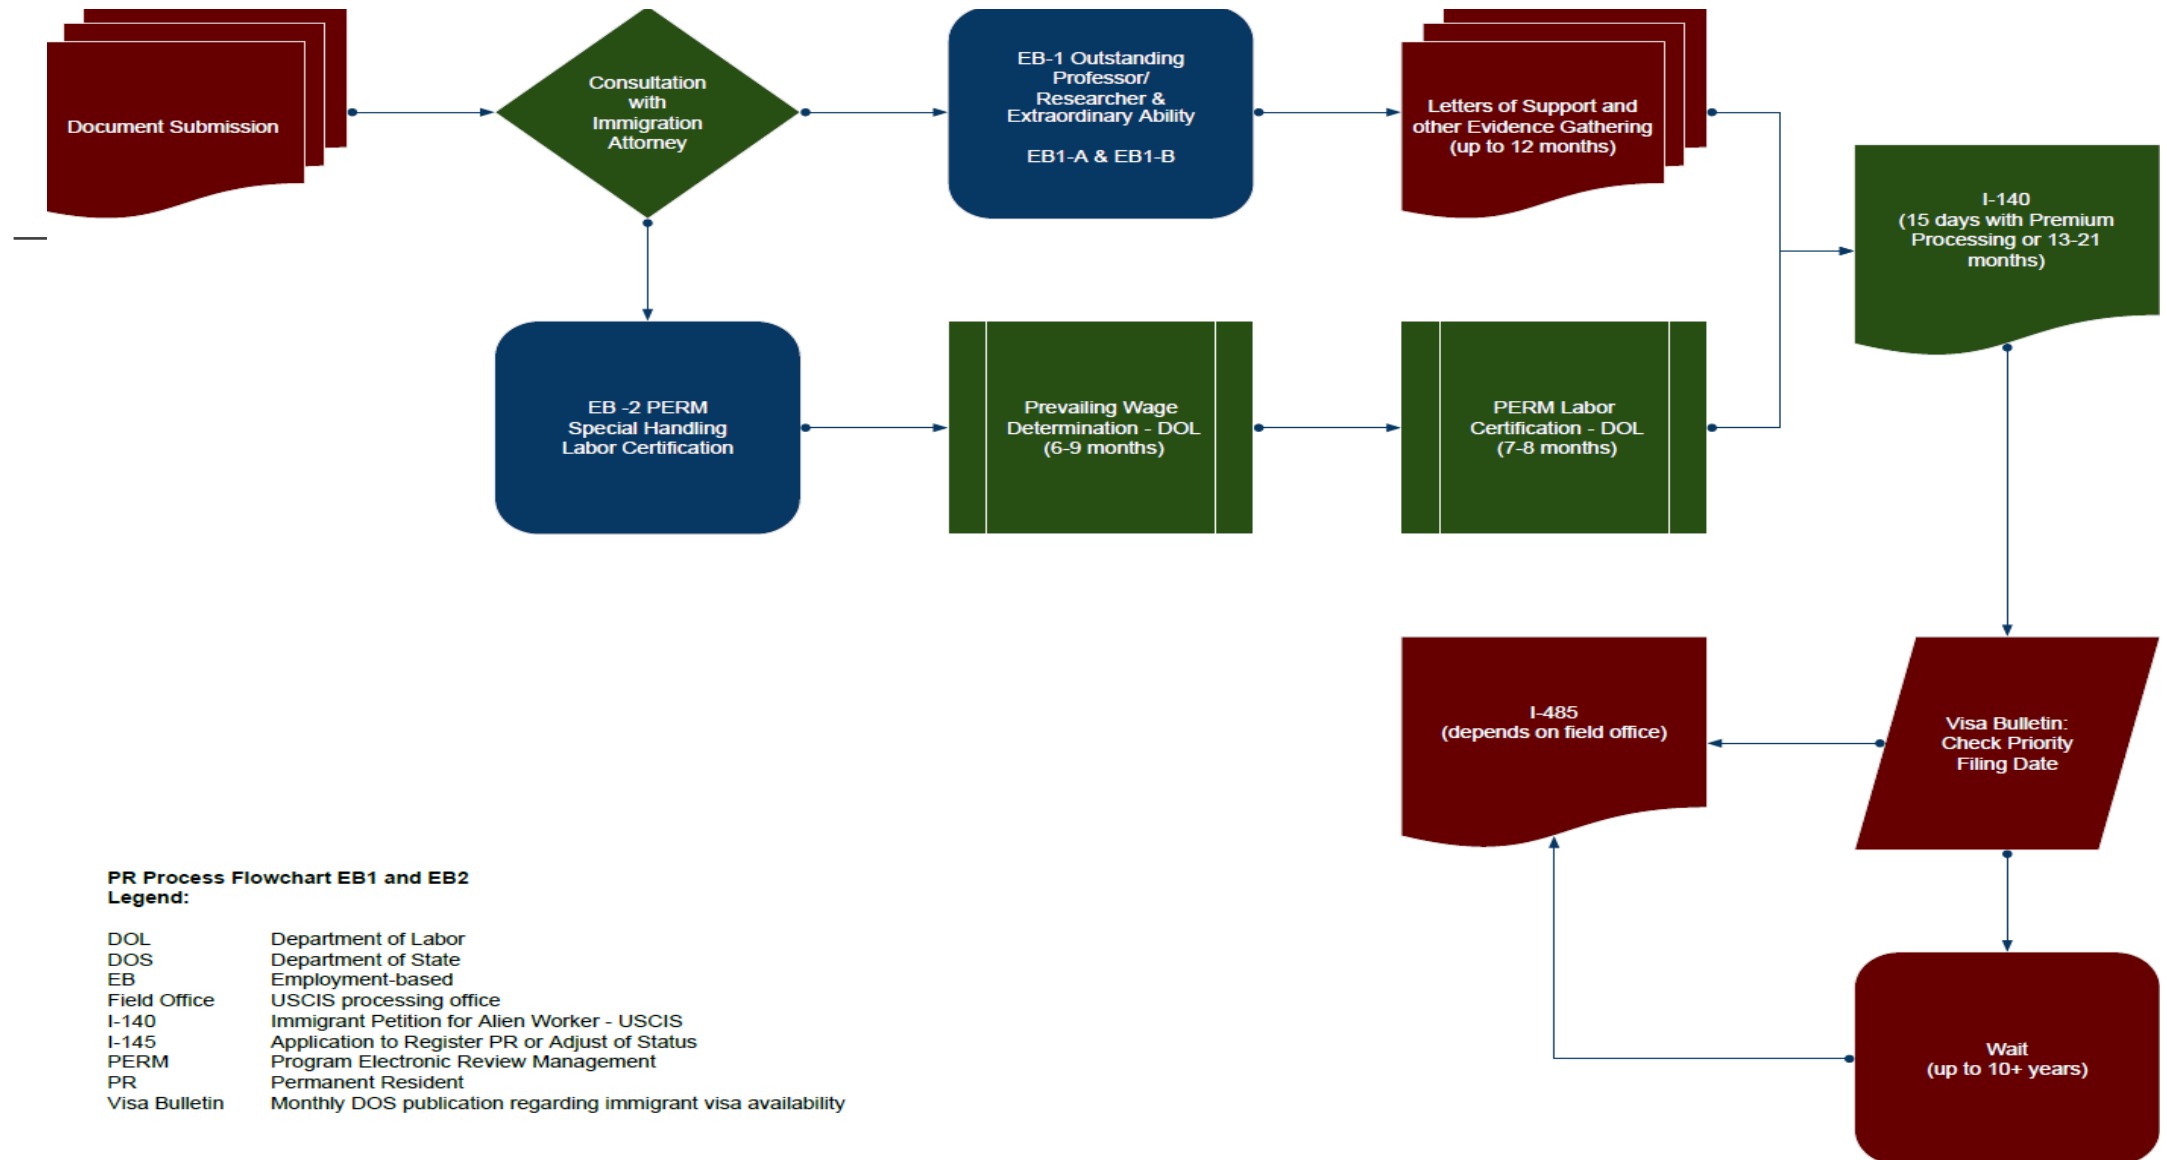 Document Submission
Consultation
with
Immigration
Attorney
EB-1 Outstanding
Professor/
Researcher &
Extraordinary Ability
EB1-A & EB1-B
Letters of Support and
other Evidence Gathering
(up to 12 months)
I-140
(15 days with Premium
Processing or 13-21
months)
EB -2 PERM
Special Handling
Labor Certification
Prevailing Wage
Determination - DOL
(6-9 months)
PERM Labor
Certification - DOL
(7-8 months)
I-485
(depends on field office)
Visa Bulletin:
Check Priority
Filing Date
Wait
(up to 10+ years)
PR Process Flowchart EB1 and EB2
Legend:
DOL Department of Labor
DOS Department of State
EB Employment-based
Field Office USCIS processing office
I-140 Immigrant Petition for Alien Worker - USCIS
I-145 Application to Register PR or Adjust of Status
PERM Program Electronic Review Management
PR Permanent Resident
Visa Bulletin Monthly DOS publication regarding immigrant visa availability